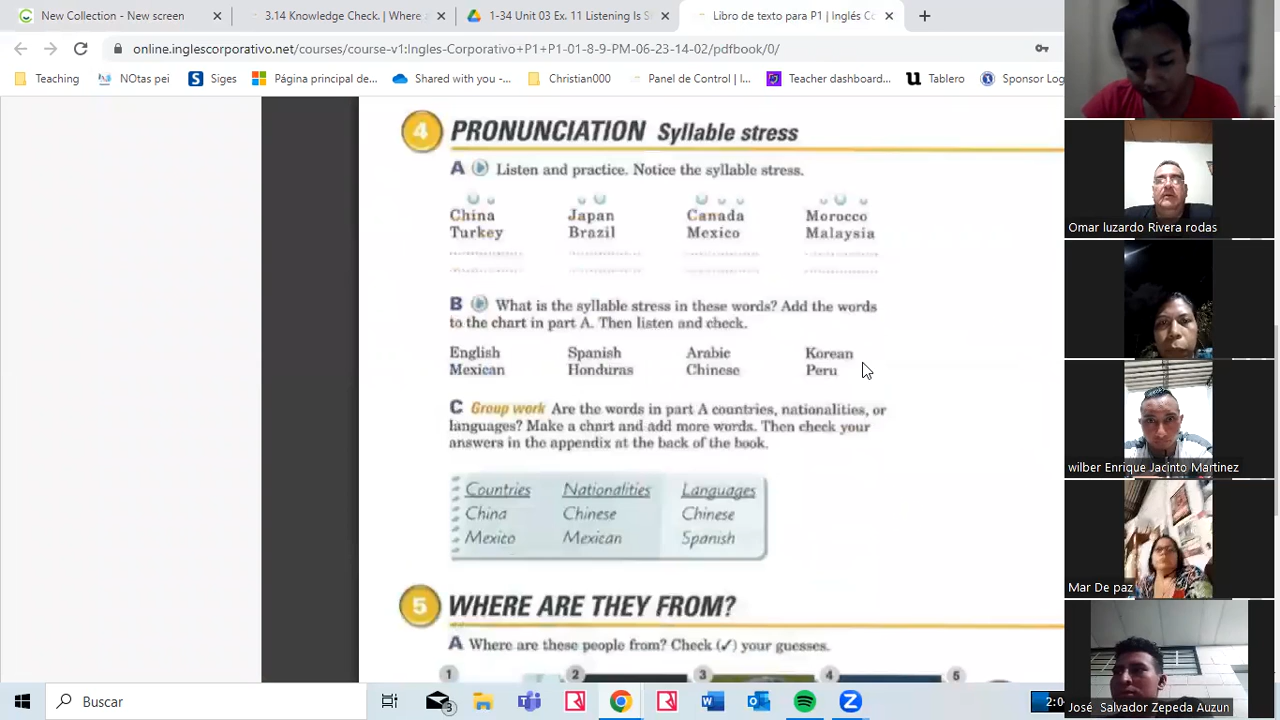 New Collection - New screen
3.14 Knowledge Check. | Where
1-34 Unit 03 Ex. 11 Listening Is S
Libro de texto para P1 | Inglés Co
online.inglescorporativo.net/courses/course-v1:Ingles-Corporativo+P1+P1-01-8-9-PM-06-23-14-02/pdfbook/0/
Teaching
NOtas pei
Siges
Página principal de...
Shared with you -...
Christian000
Panel de Control | I...
Teacher dashboard...
Tablero
Sponsor Log
4 PRONUNCIATION Syllable stress
A Listen and practice. Notice the syllable stress.
China Japan Canada Morocco
Turkey Brazil Mexico Malaysia
B What is the syllable stress in these words? Add the words
to the chart in part A. Then listen and check.
English Spanish Arabic Korean
Mexican Honduras Chinese Peru
C Group work Are the words in part A countries, nationalities, or
languages? Make a chart and add more words. Then check your
answers in the appendix at the back of the book.
Countries Nationalities Languages
China Chinese Chinese
Mexico Mexican Spanish
5 WHERE ARE THEY FROM?
A Where are these people from? Check (✓) your guesses.
1 2 3 4 5
Omar luzardo Rivera rodas
wilber Enrique Jacinto Martinez
Mar De paz
José Salvador Zepeda Auzun
Buscar
3
2:0